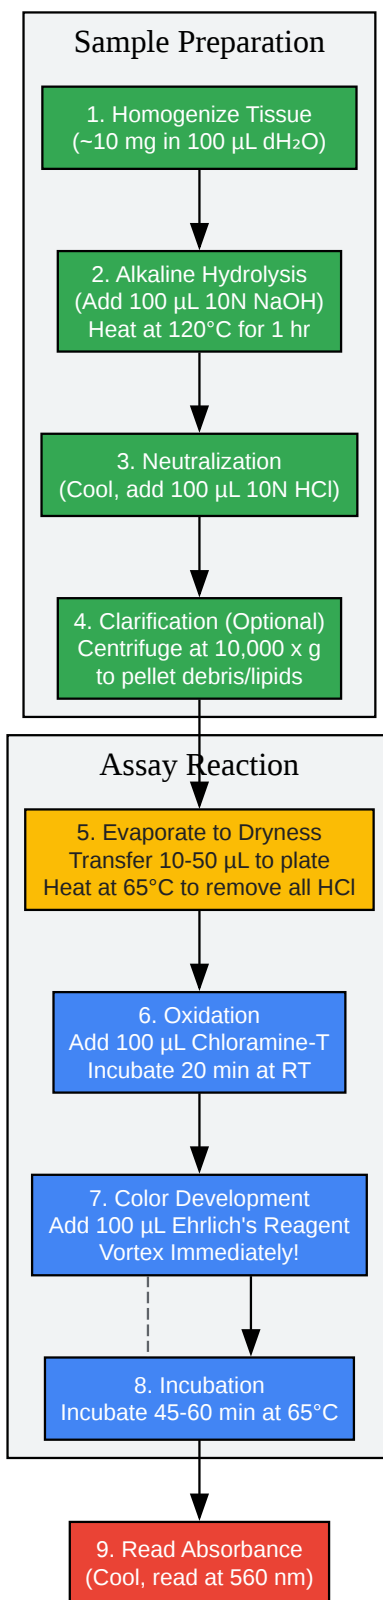 Sample Preparation
1. Homogenize Tissue
(~10 mg in 100 µL dH₂O)
2. Alkaline Hydrolysis
(Add 100 µL 10N NaOH)
Heat at 120°C for 1 hr
3. Neutralization
(Cool, add 100 µL 10N HCl)
4. Clarification (Optional)
Centrifuge at 10,000 x g
to pellet debris/lipids
Assay Reaction
5. Evaporate to Dryness
Transfer 10-50 µL to plate
Heat at 65°C to remove all HCl
6. Oxidation
Add 100 µL Chloramine-T
Incubate 20 min at RT
7. Color Development
Add 100 µL Ehrlich's Reagent
Vortex Immediately!
8. Incubation
Incubate 45-60 min at 65°C
9. Read Absorbance
(Cool, read at 560 nm)